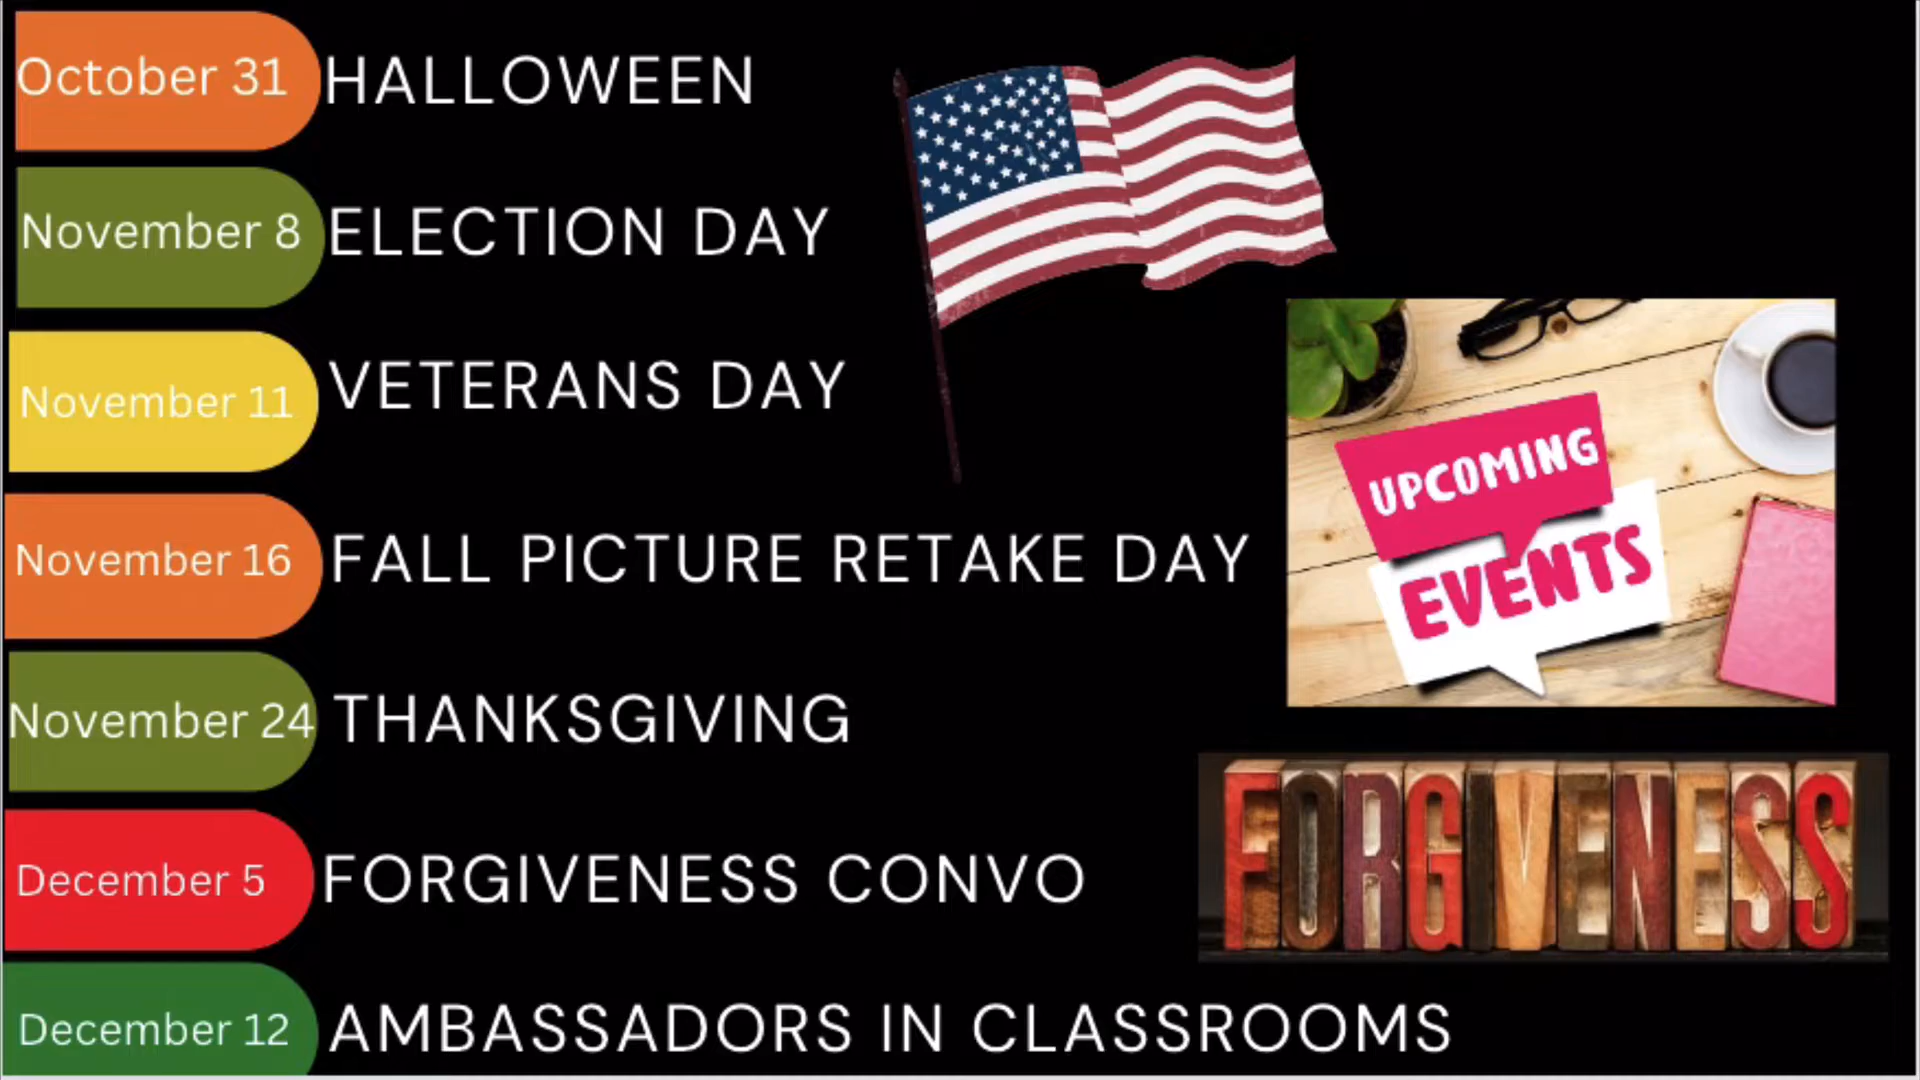 October 31 HALLOWEEN
November 8 ELECTION DAY
November 11 VETERANS DAY
November 16 FALL PICTURE RETAKE DAY
November 24 THANKSGIVING
December 5 FORGIVENESS CONVO
December 12 AMBASSADORS IN CLASSROOMS
UPCOMING
EVENTS
FORGIVENESS